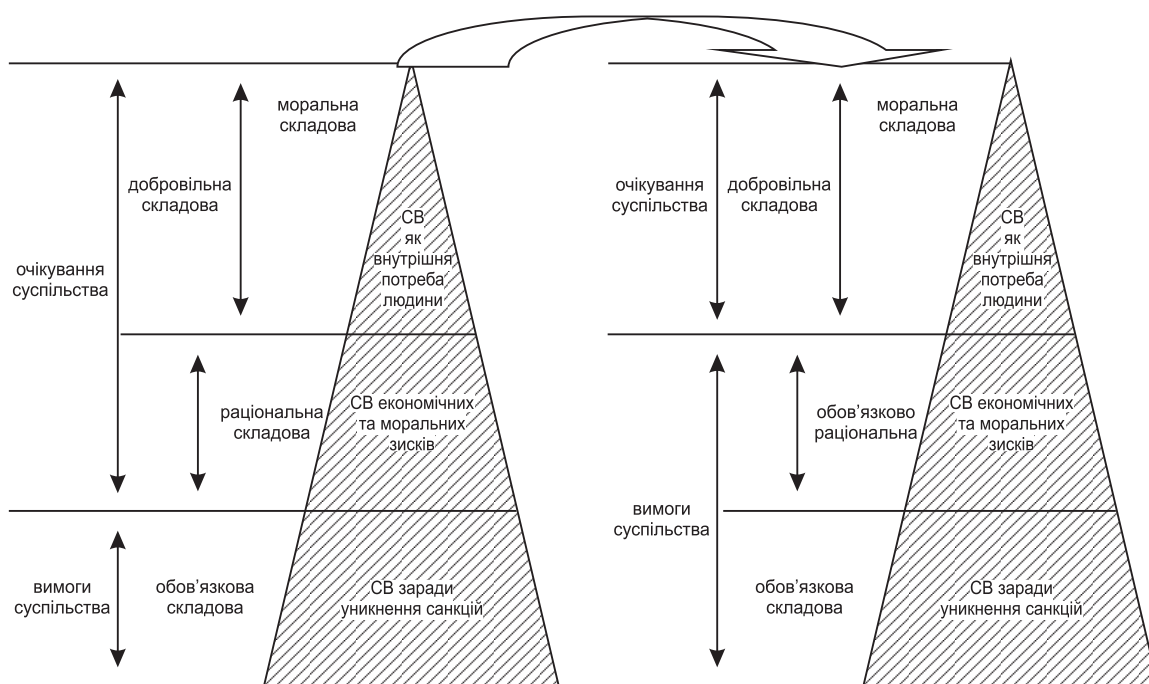 моральна
складова
добровільна
складова
очікування
суспільства
СВ
як
внутрішня
потреба
людини
раціональна
складова
СВ економічних
та моральних
зисків
вимоги
суспільства
обов’язкова
складова
СВ заради
уникнення санкцій
моральна
складова
очікування
суспільства
добровільна
складова
СВ
як
внутрішня
потреба
людини
обов’язково
раціональна
СВ економічних
та моральних
зисків
вимоги
суспільства
обов’язкова
складова
СВ заради
уникнення санкцій